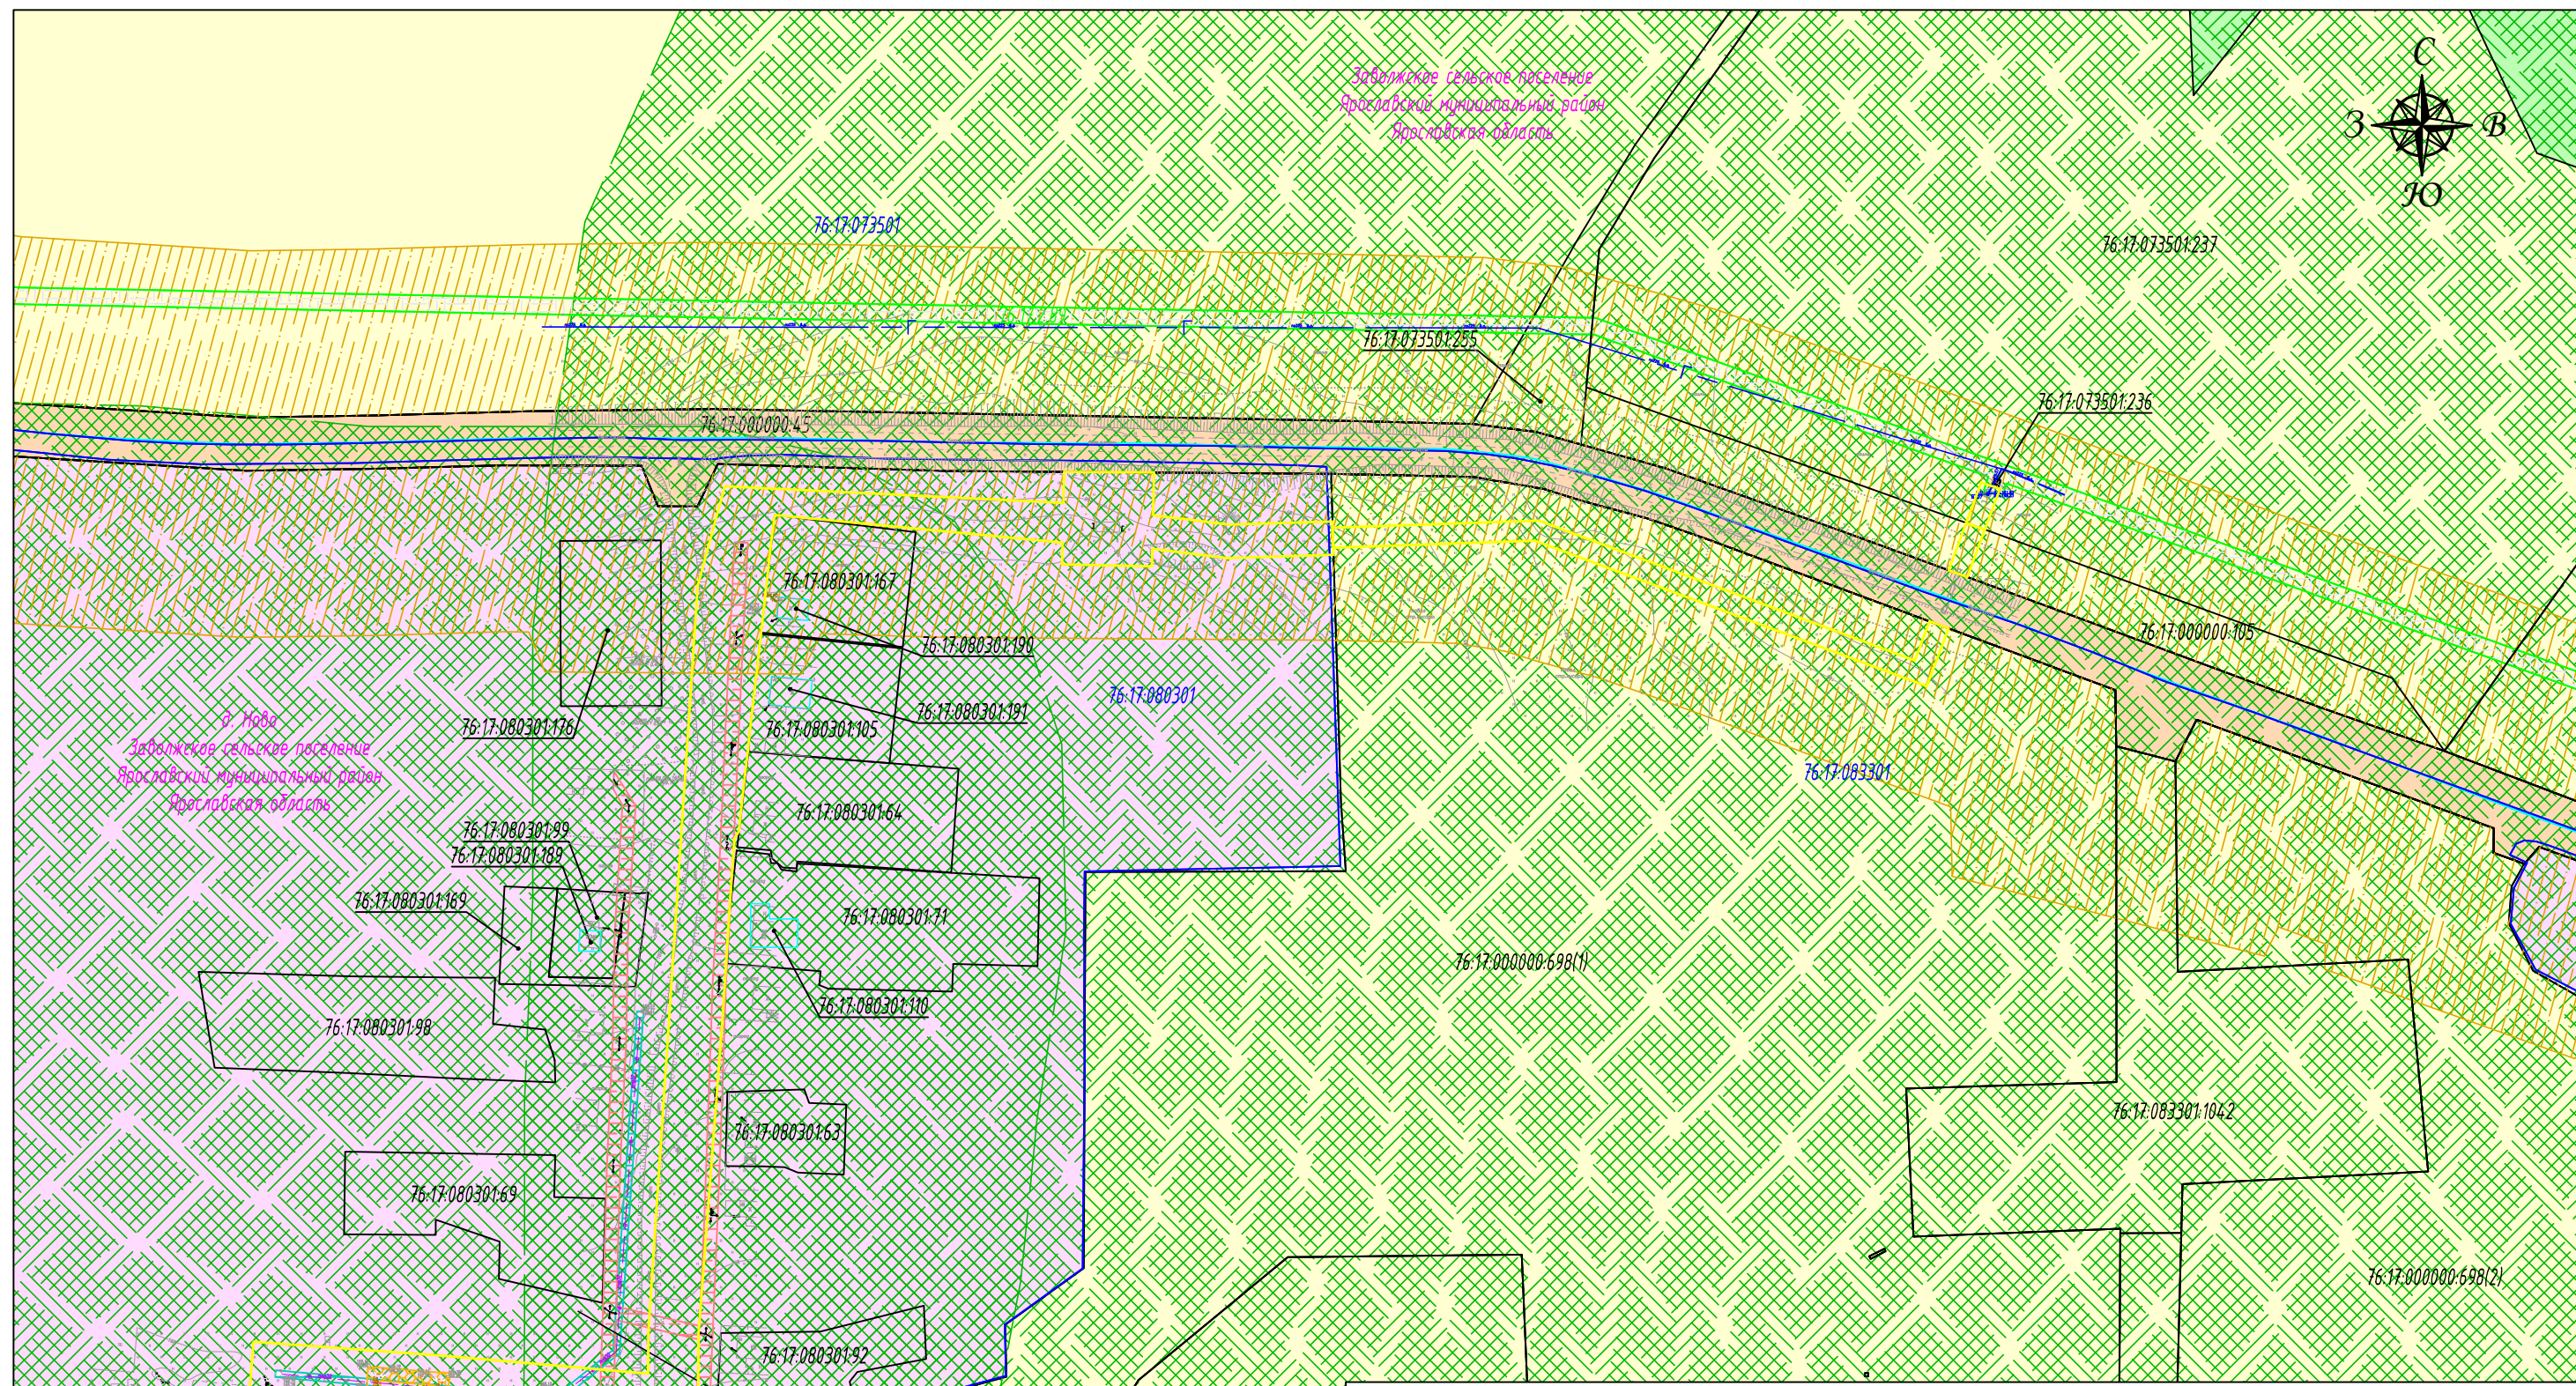 Заволжское сельское поселение
Ярославский муниципальный район
Ярославская область
С
З
В
Ю
76:17:073501
76:17:073501:237
76:17:073501:255
76:17:073501:236
76:17:000000:45
76:17:080301:167
76:17:080301:190
76:17:000000:105
76:17:080301
76:17:080301:191
76:17:080301:176
76:17:080301:105
д. Ново
Заволжское сельское поселение
Ярославский муниципальный район
Ярославская область
76:17:083301
76:17:080301:64
76:17:080301:99
76:17:080301:189
76:17:080301:169
76:17:080301:71
76:17:000000:698(1)
76:17:080301:110
76:17:080301:98
76:17:083301:1042
76:17:080301:63
76:17:080301:69
76:17:000000:698(2)
76:17:080301:92